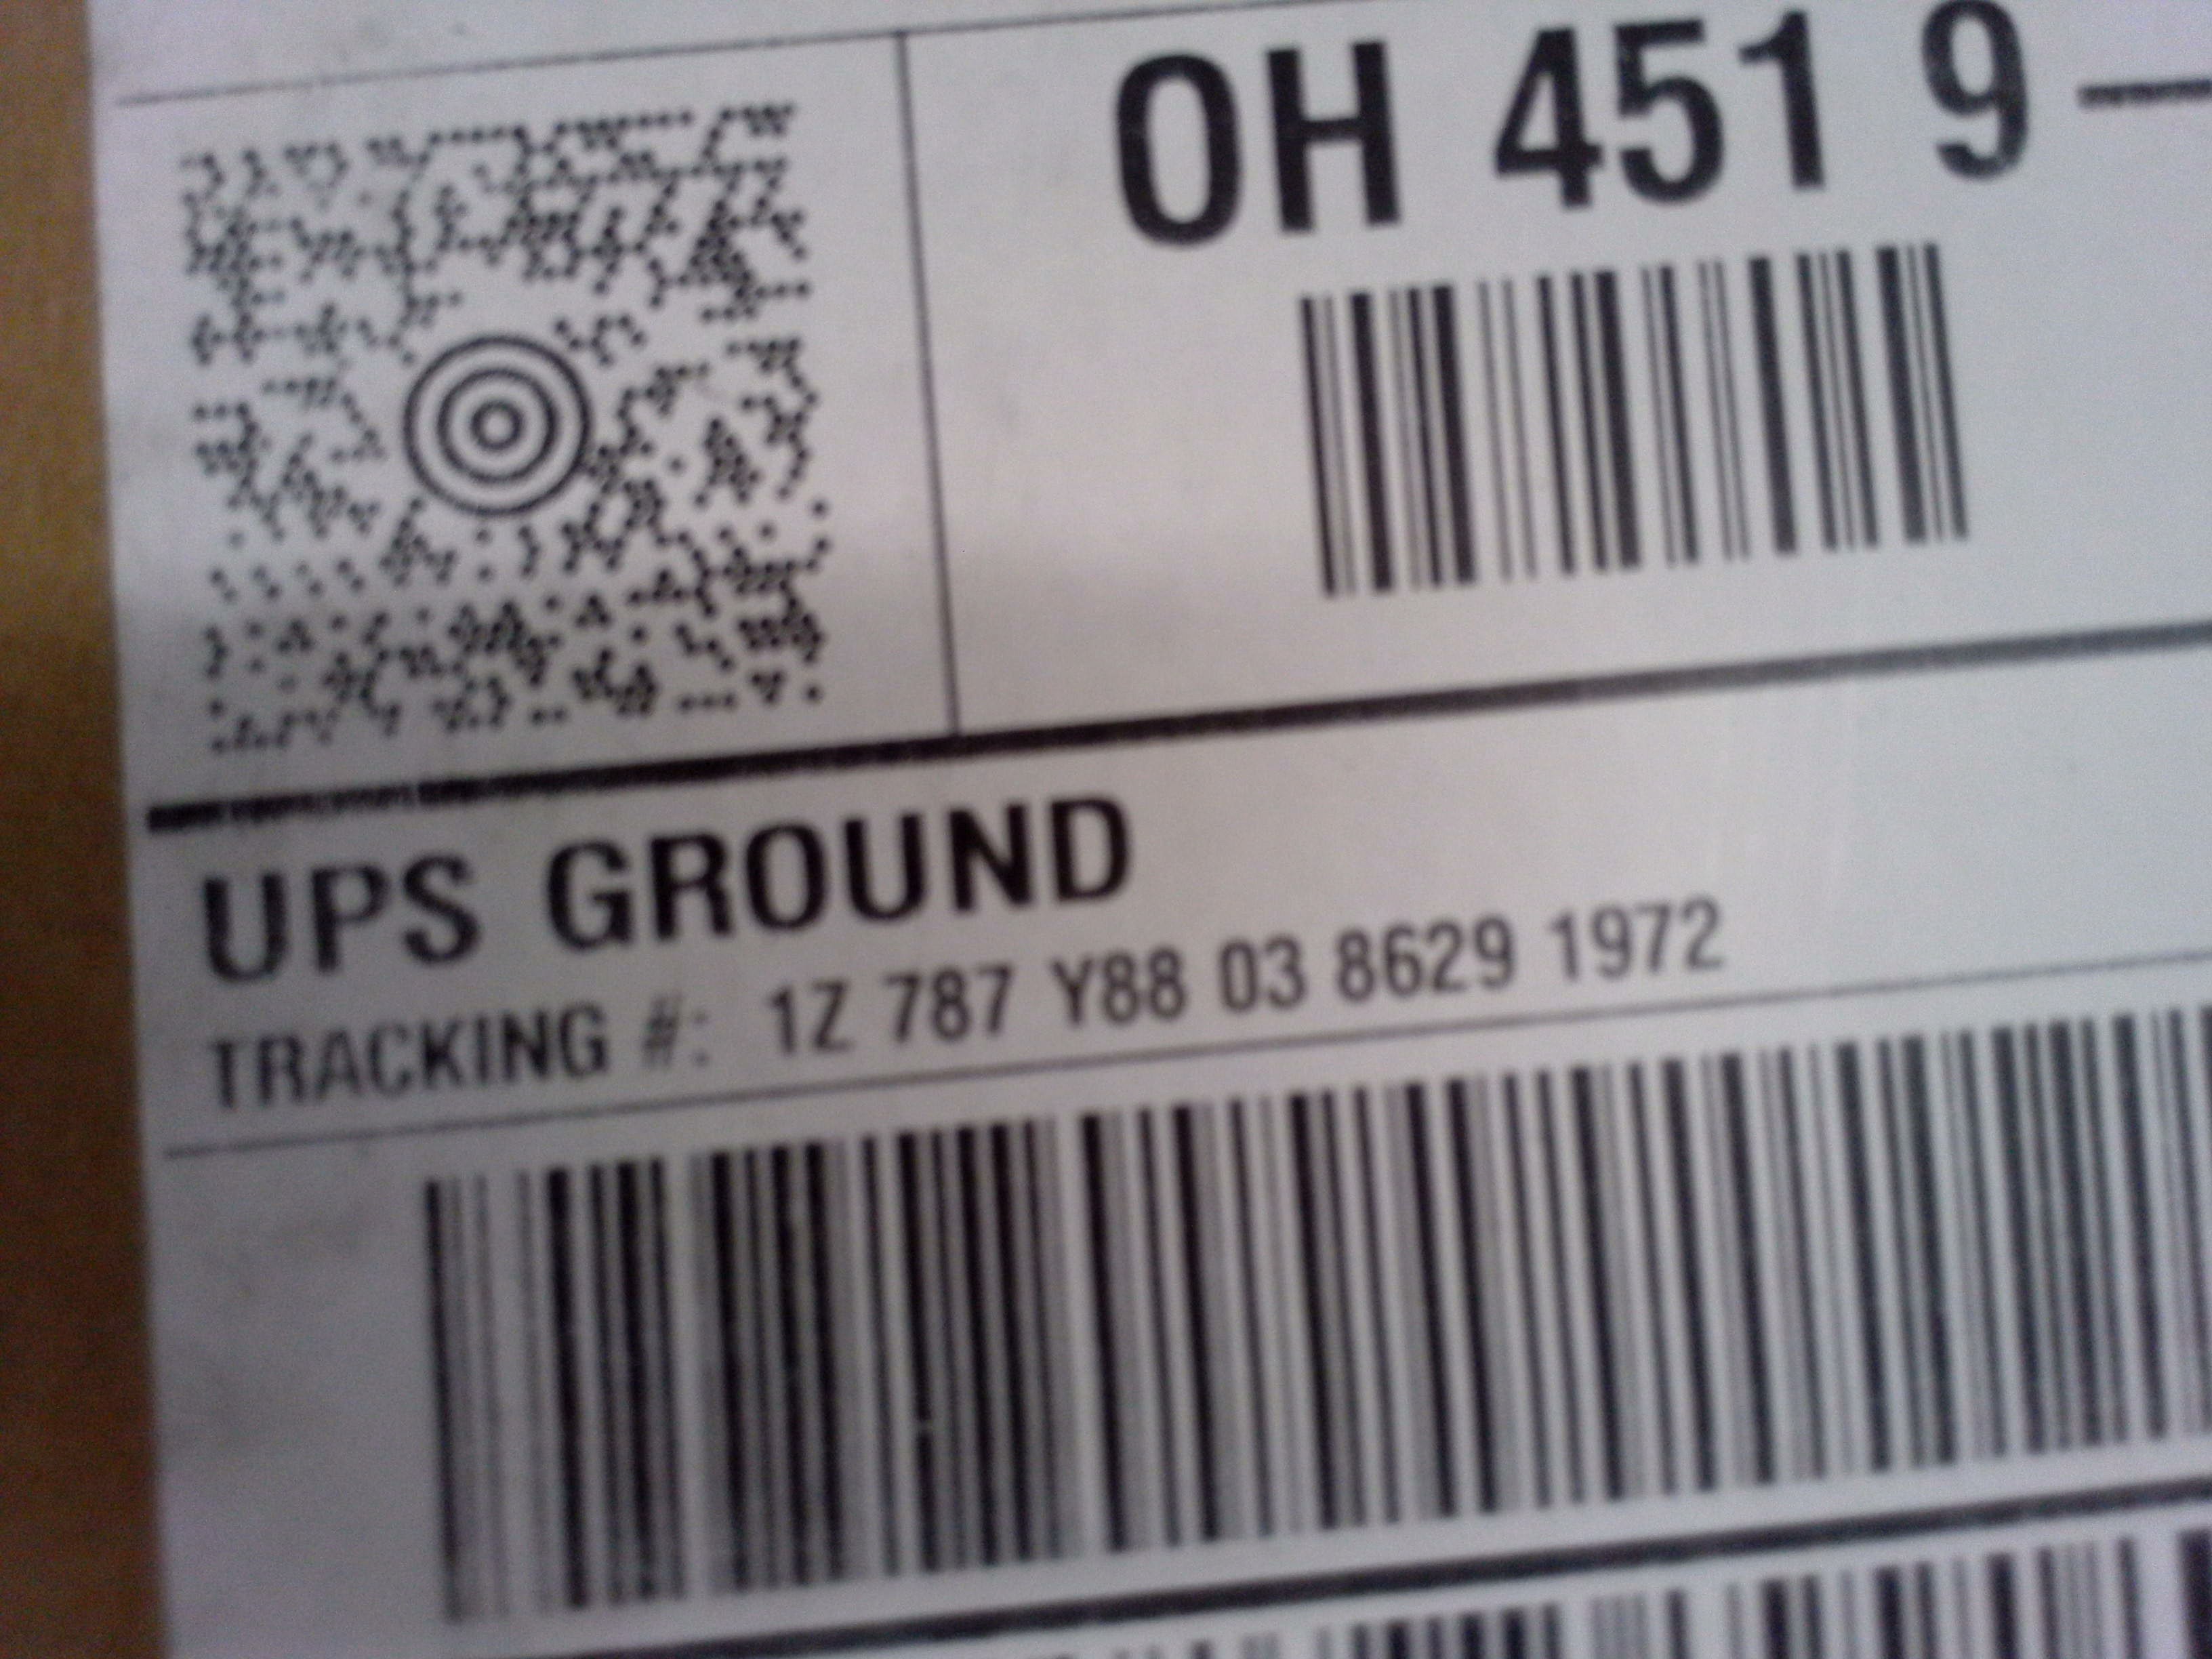 OH 451 9 —
UPS GROUND
TRACKING #: 1Z 787 Y88 03 8629 1972